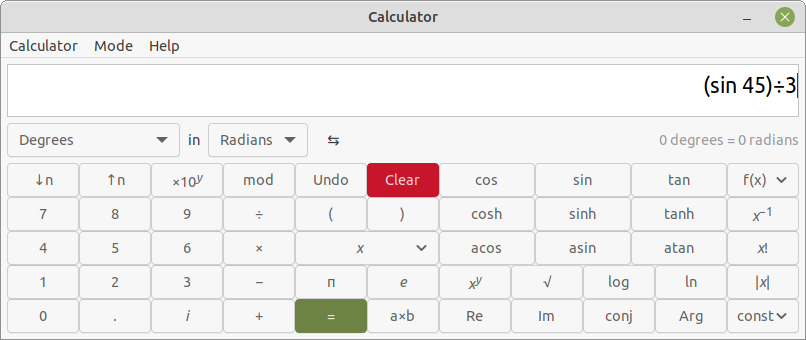 Calculator
Calculator Mode Help
(sin 45)÷3
Degrees in Radians ⇆ 0 degrees = 0 radians
↓n ↑n ×10ʸ mod Undo Clear cos sin tan f(x)
7 8 9 ÷ ( ) cosh sinh tanh x⁻¹
4 5 6 × x acos asin atan x!
1 2 3 − π e xʸ √ log ln |x|
0 . i + = a×b Re Im conj Arg const